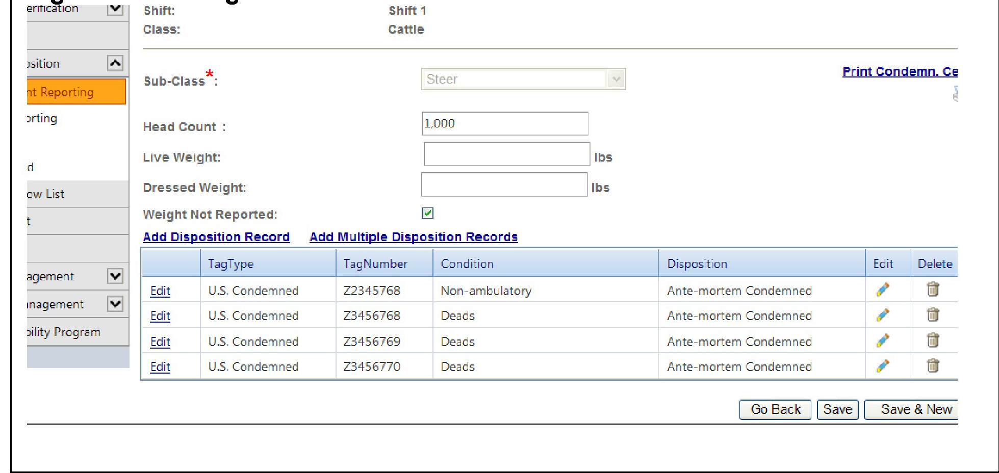 erification
Shift: Shift 1
Class: Cattle
osition
Sub-Class*: Steer
Print Condemn. Ce
nt Reporting
orting
Head Count : 1,000
Live Weight: lbs
d
Dressed Weight: lbs
ow List
Weight Not Reported:
t
Add Disposition Record Add Multiple Disposition Records
TagType TagNumber Condition Disposition Edit Delete
agement
Edit U.S. Condemned Z2345768 Non-ambulatory Ante-mortem Condemned
anagement
Edit U.S. Condemned Z3456768 Deads Ante-mortem Condemned
bility Program
Edit U.S. Condemned Z3456769 Deads Ante-mortem Condemned
Edit U.S. Condemned Z3456770 Deads Ante-mortem Condemned
Go Back Save Save & New